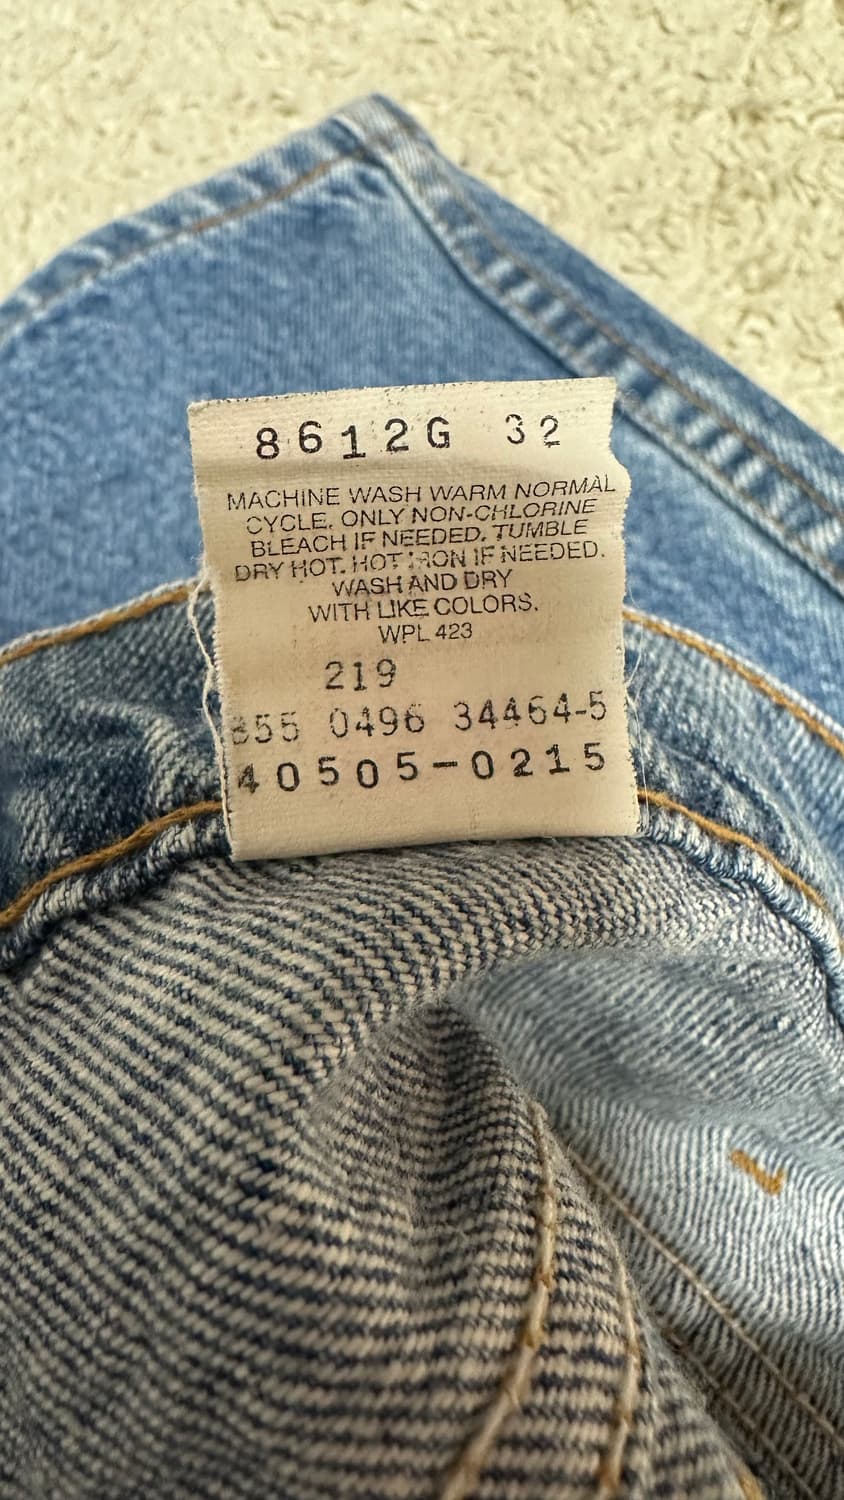 8612G 32
MACHINE WASH WARM NORMAL
CYCLE. ONLY NON-CHLORINE
BLEACH IF NEEDED. TUMBLE
DRY HOT. HOT IRON IF NEEDED.
WASH AND DRY
WITH LIKE COLORS.
WPL 423
219
0496 34464-5
40505-0215